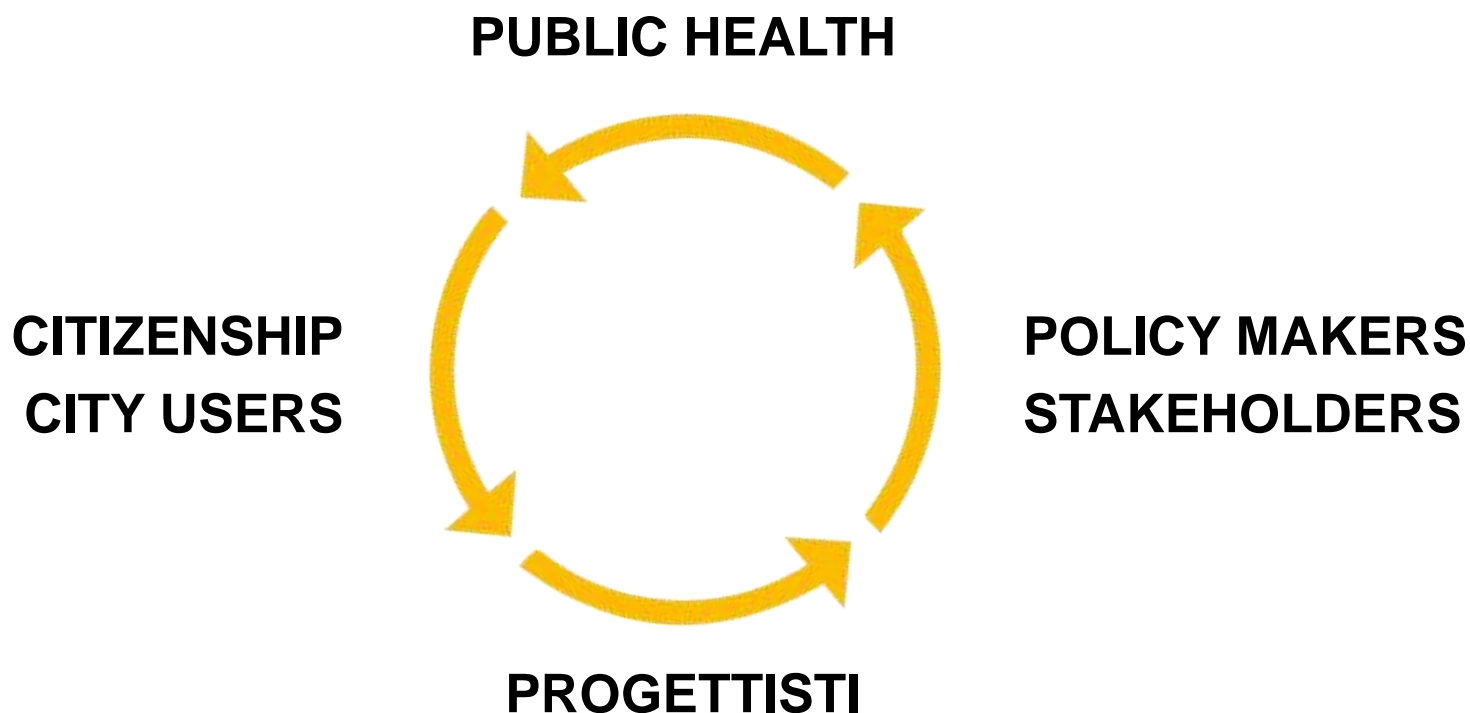 PUBLIC HEALTH
CITIZENSHIP
CITY USERS
POLICY MAKERS
STAKEHOLDERS
PROGETTISTI